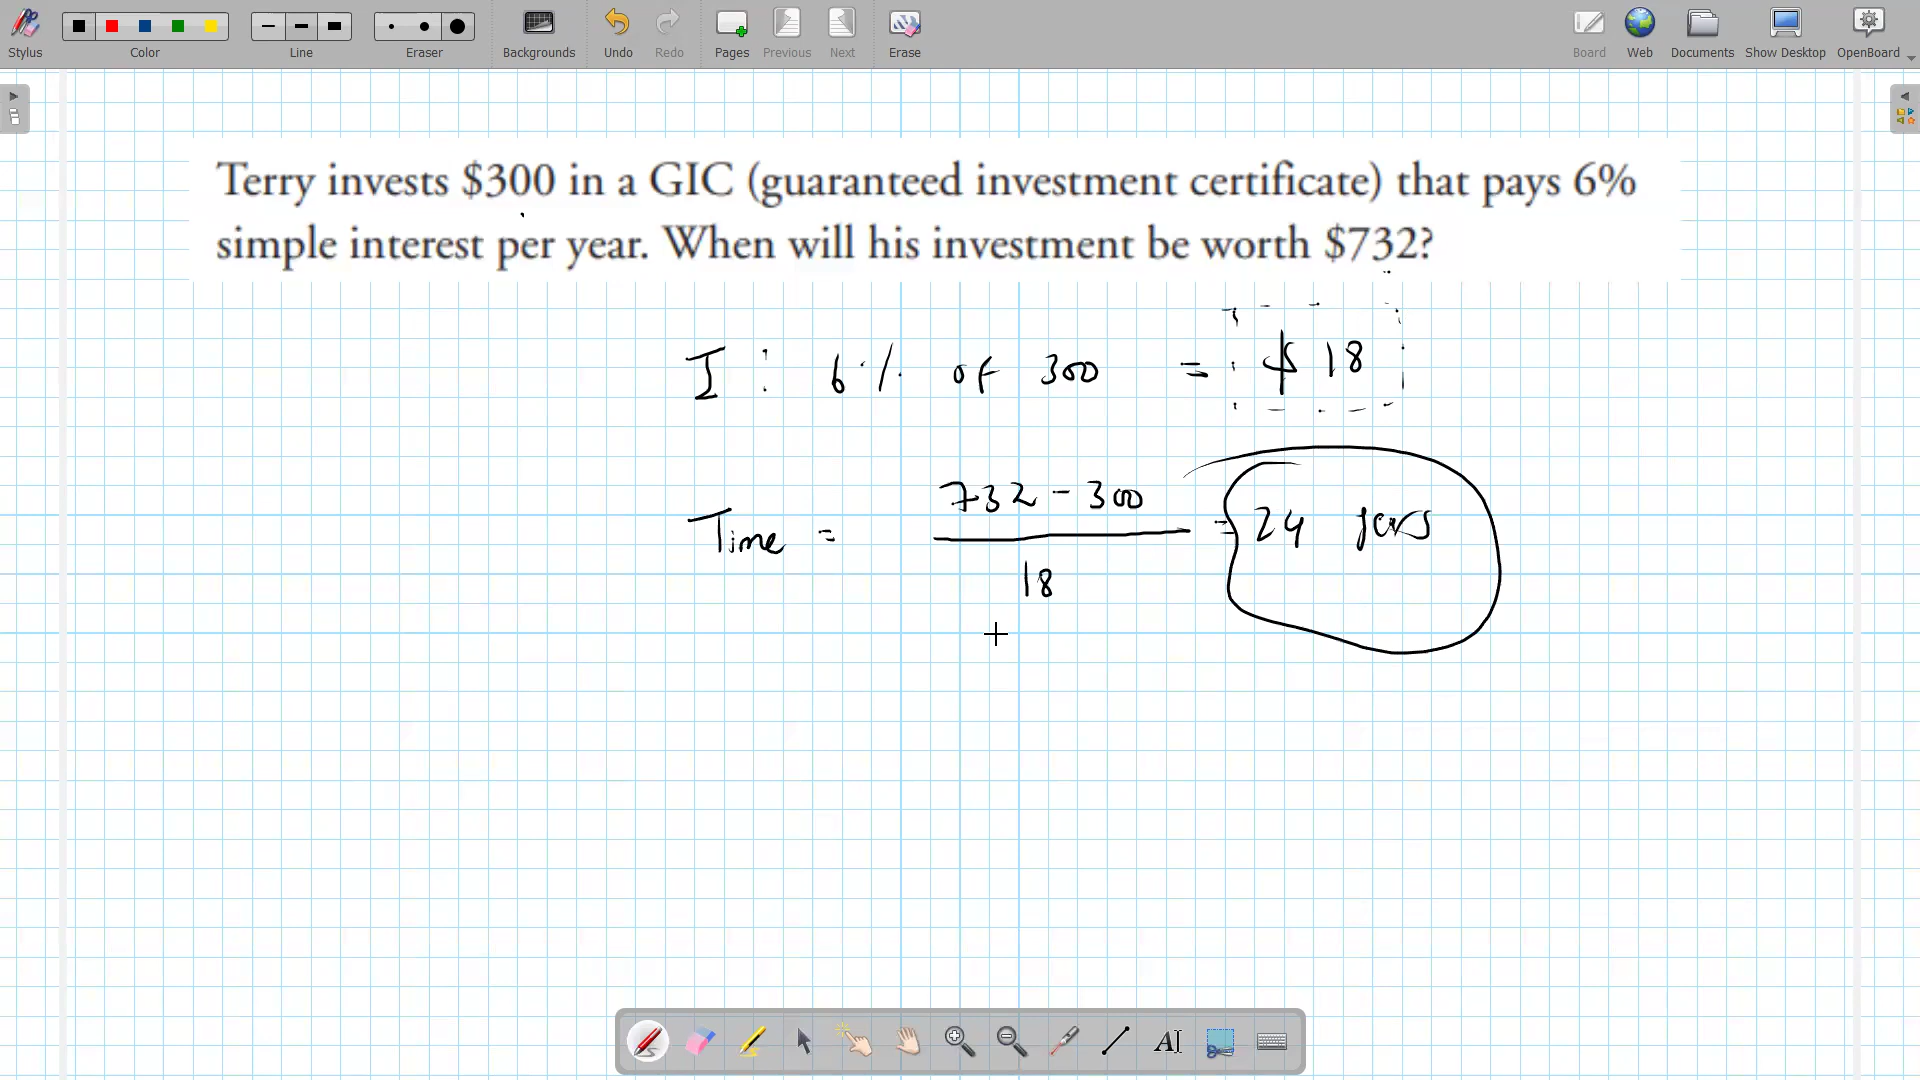 Stylus Color Line Eraser Backgrounds Undo Redo Pages Previous Next Erase Board Web Documents Show Desktop OpenBoard
Terry invests $300 in a GIC (guaranteed investment certificate) that pays 6%
simple interest per year. When will his investment be worth $732?
I : 6 % of 300 = $ 18
732 - 300
Time = = 24 years
18